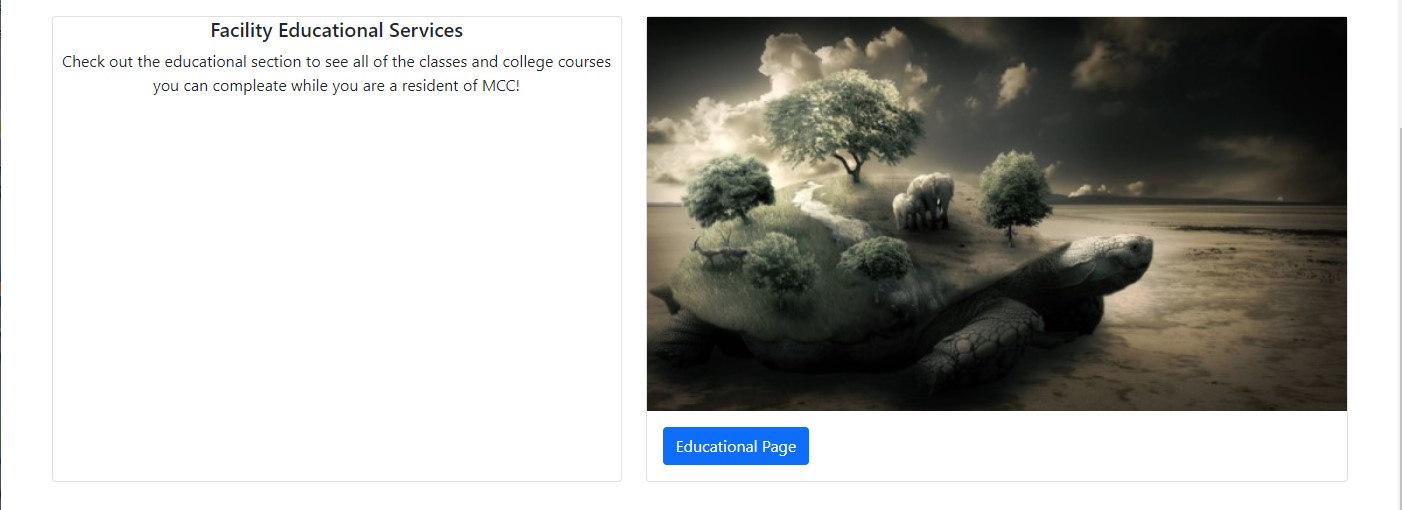 Facility Educational Services
Check out the educational section to see all of the classes and college courses
you can compleate while you are a resident of MCC!
Educational Page